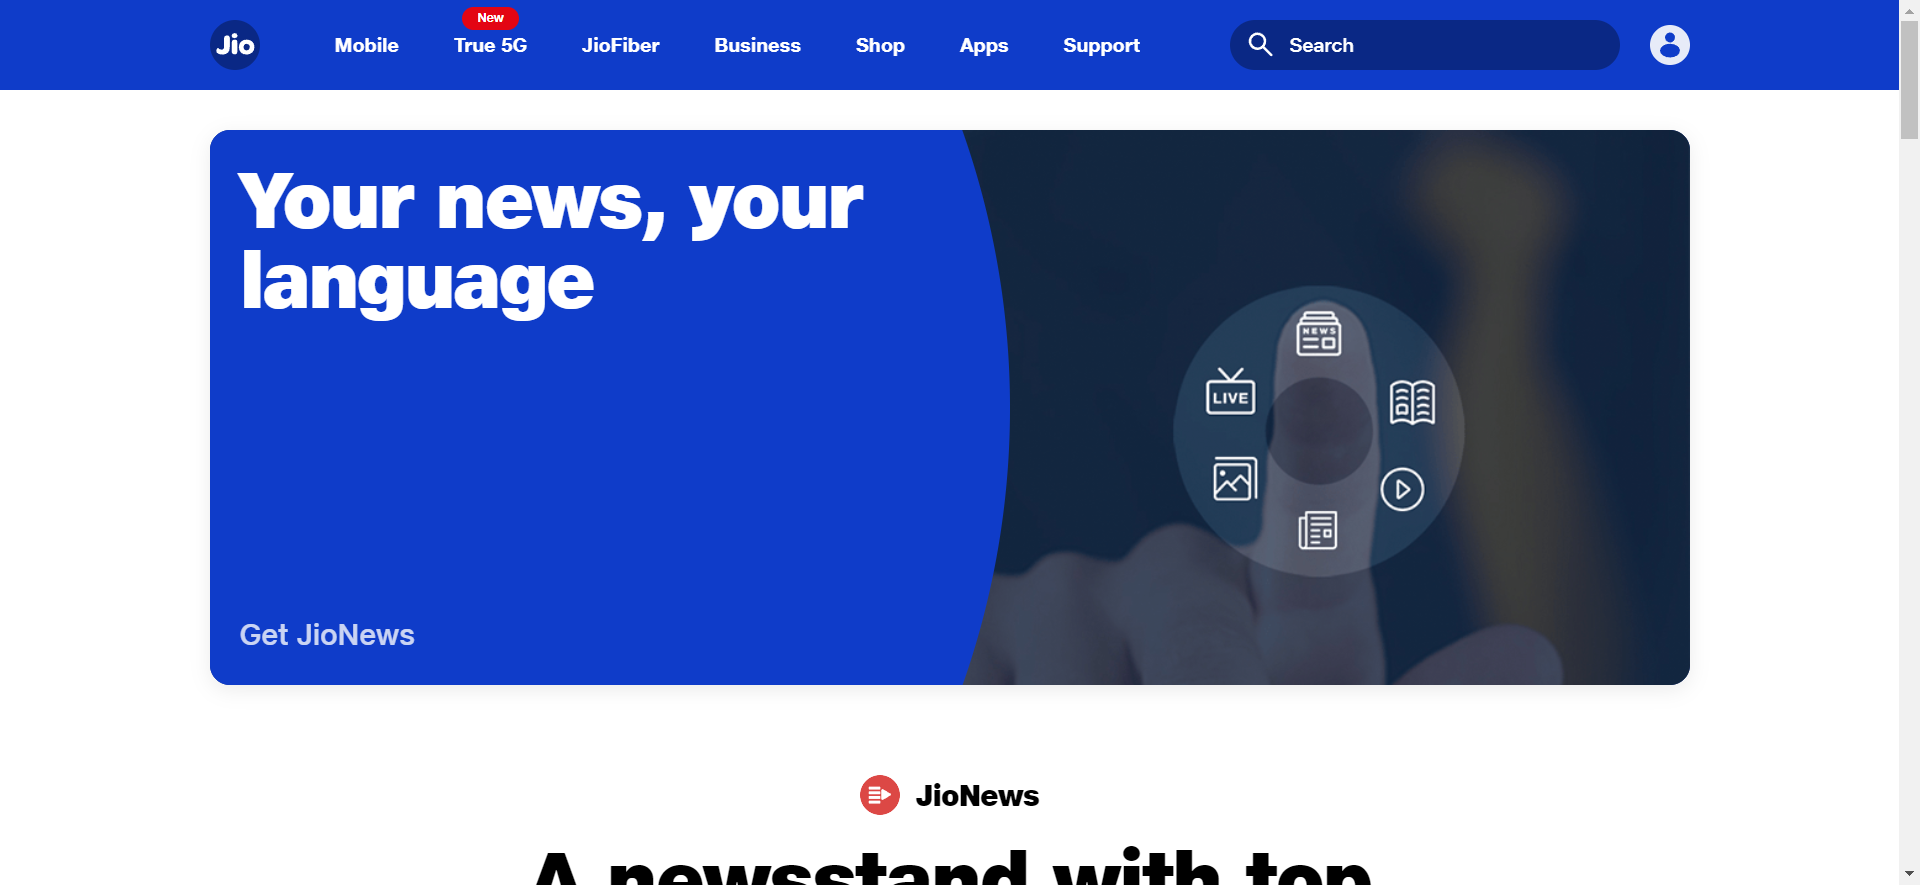 Jio
Mobile
New
True 5G
JioFiber
Business
Shop
Apps
Support
Search
Your news, your
language
NEWS
LIVE
Get JioNews
JioNews
A newsstand with top